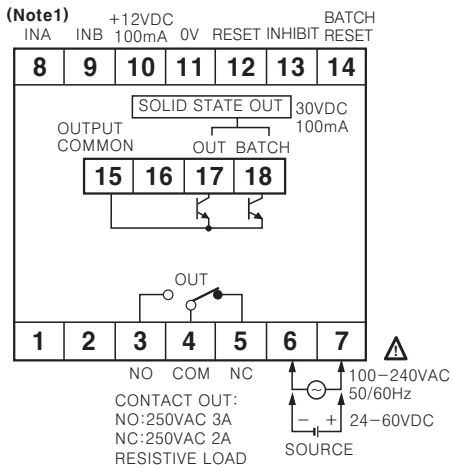 (Note1)
INA INB +12VDC 100mA 0V RESET INHIBIT BATCH RESET
8 9 10 11 12 13 14
SOLID STATE OUT 30VDC 100mA
OUTPUT COMMON OUT BATCH
15 16 17 18
OUT
1 2 3 4 5 6 7
NO COM NC 100-240VAC
50/60Hz
CONTACT OUT:
NO:250VAC 3A − + 24-60VDC
NC:250VAC 2A
RESISTIVE LOAD SOURCE